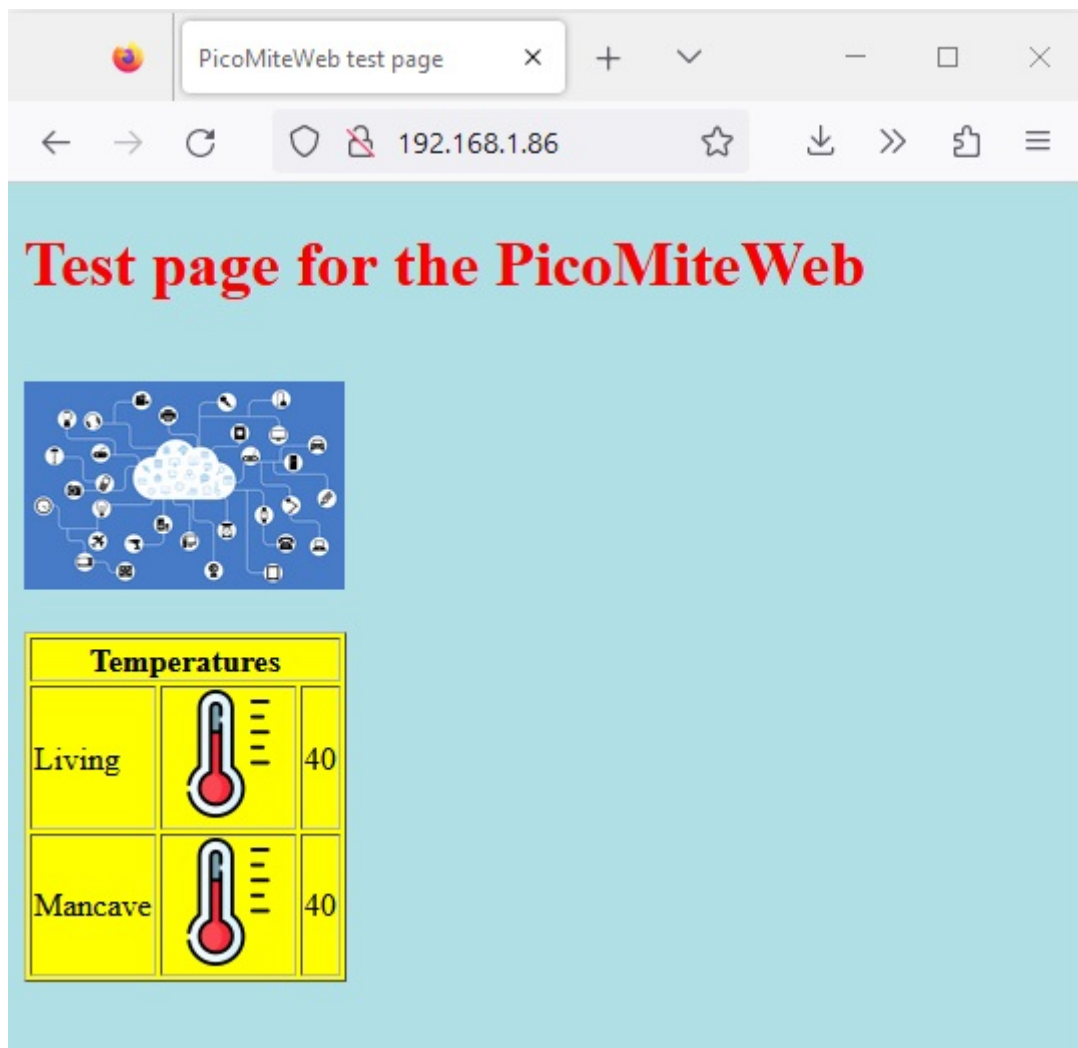 PicoMiteWeb test page
192.168.1.86
Test page for the PicoMiteWeb
Temperatures
Living 40
Mancave 40